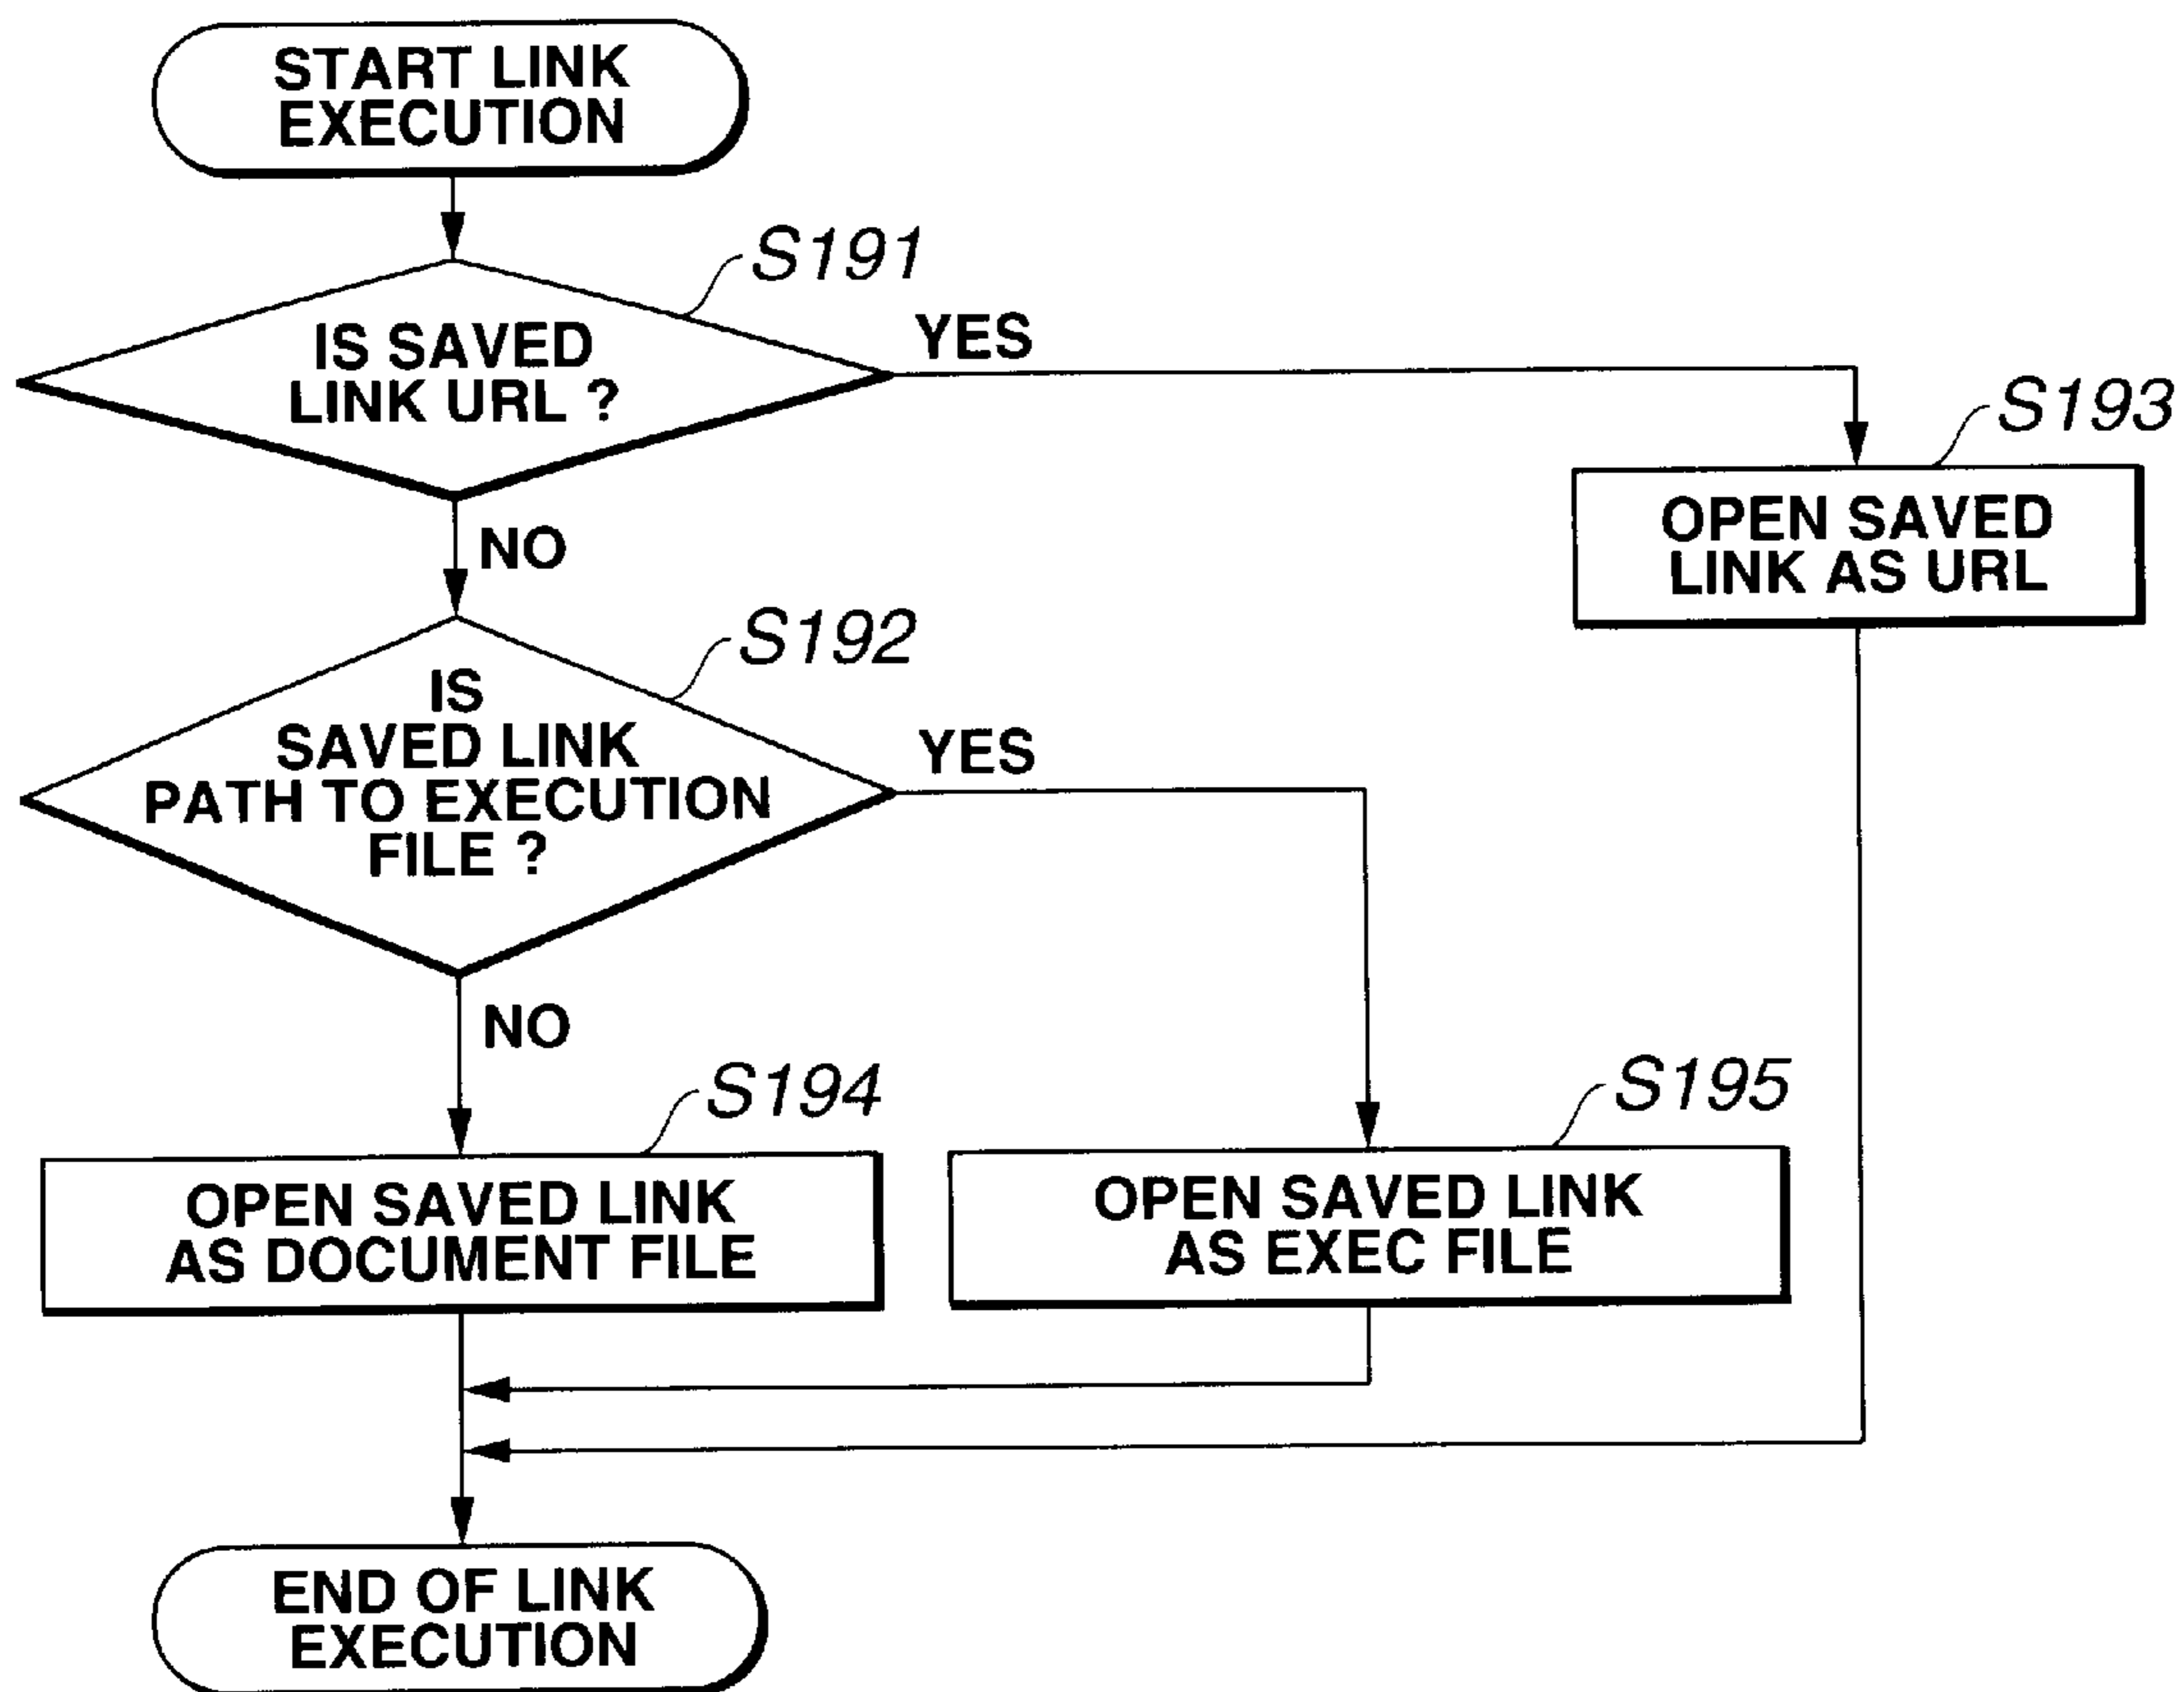 START LINK
EXECUTION
S191
IS SAVED
LINK URL ?
YES
S193
OPEN SAVED
LINK AS URL
NO
S192
IS
SAVED LINK
PATH TO EXECUTION
FILE ?
YES
NO
S194
OPEN SAVED LINK
AS DOCUMENT FILE
S195
OPEN SAVED LINK
AS EXEC FILE
END OF LINK
EXECUTION